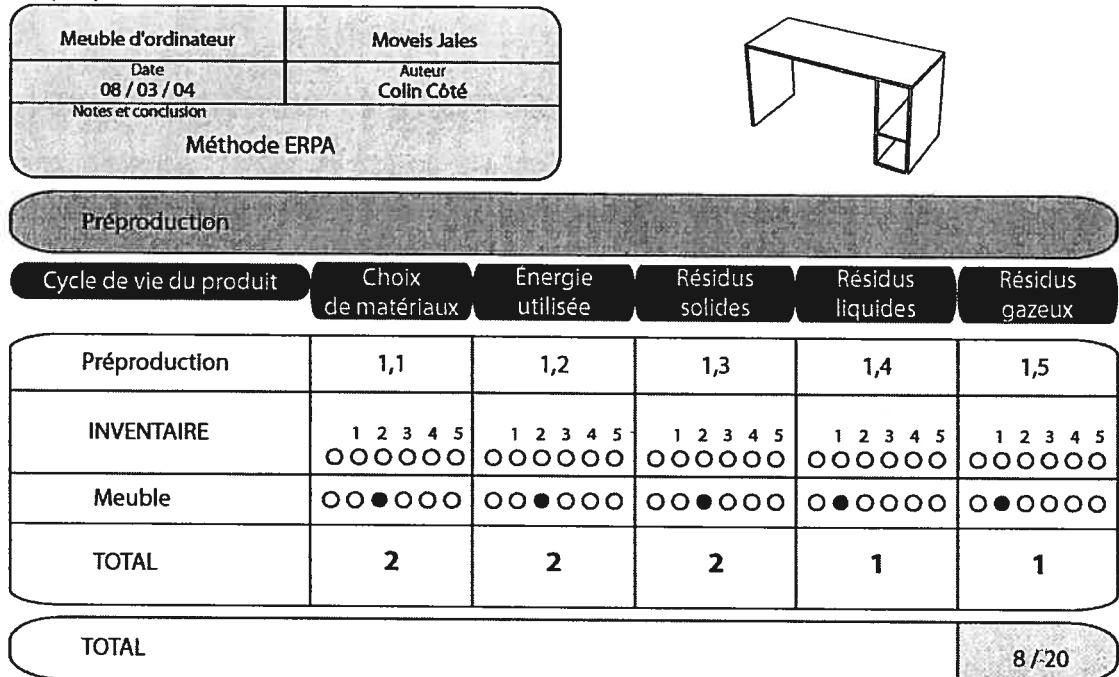 Meuble d'ordinateur
Moveis Jales
Date
08 / 03 / 04
Auteur
Colin Côté
Notes et conclusion
Méthode ERPA
Préproduction
Cycle de vie du produit
Choix
de matériaux
Énergie
utilisée
Résidus
solides
Résidus
liquides
Résidus
gazeux
Préproduction 1,1 1,2 1,3 1,4 1,5
INVENTAIRE 1 2 3 4 5 1 2 3 4 5 1 2 3 4 5 1 2 3 4 5 1 2 3 4 5
Meuble
TOTAL 2 2 2 1 1
TOTAL 8 / 20